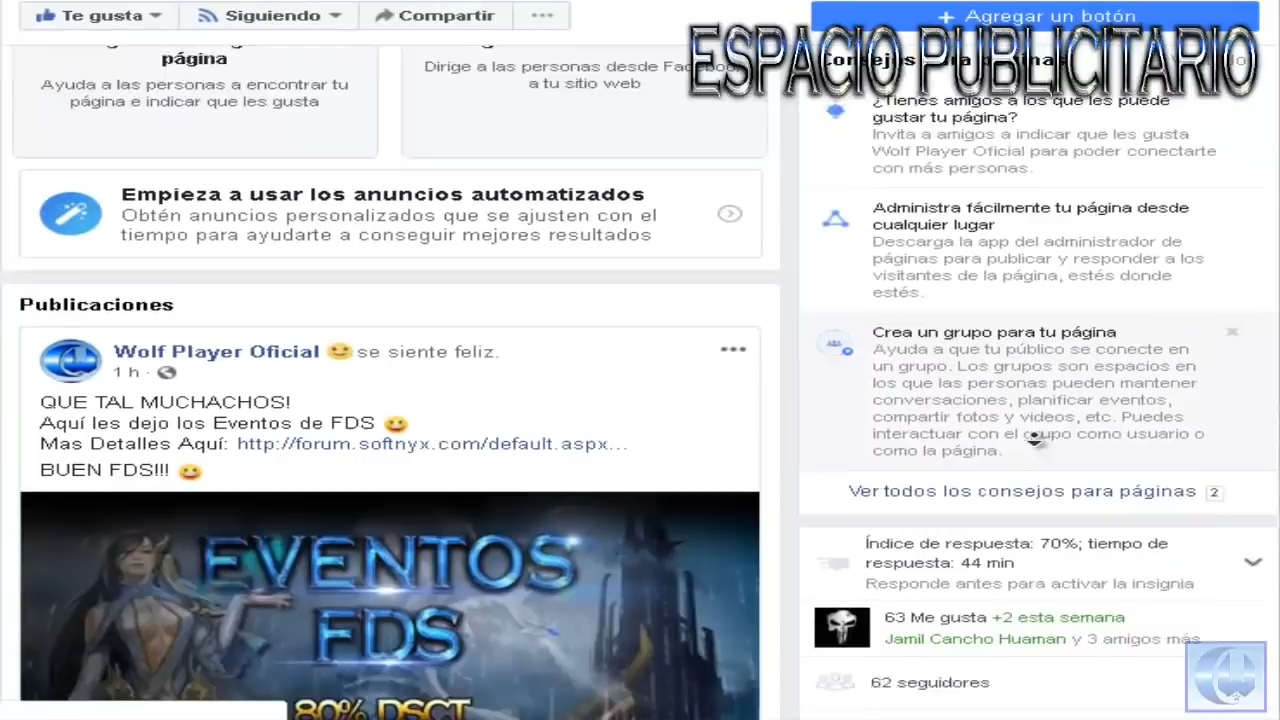 Te gusta
Siguiendo
Compartir
Agregar un botón
ESPACIO PUBLICITARIO
página
Ayuda a las personas a encontrar tu
página e indicar que les gusta
Dirige a las personas desde
a tu sitio web
Empieza a usar los anuncios automatizados
Obtén anuncios personalizados que se ajusten con el
tiempo para ayudarte a conseguir mejores resultados
Publicaciones
Wolf Player Oficial se siente feliz.
1 h ·
QUE TAL MUCHACHOS!
Aquí les dejo los Eventos de FDS
Mas Detalles Aquí: http://forum.softnyx.com/default.aspx...
BUEN FDS!!!
EVENTOS
FDS
80% DSCT
¿Tienes amigos a los que les puede
gustar tu página?
Invita a amigos a indicar que les gusta
Wolf Player Oficial para poder conectarte
con más personas.
Administra fácilmente tu página desde
cualquier lugar
Descarga la app del administrador de
páginas para publicar y responder a los
visitantes de la página, estés donde
estés.
Crea un grupo para tu página
Ayuda a que tu público se conecte en
un grupo. Los grupos son espacios en
los que las personas pueden mantener
conversaciones, planificar eventos,
compartir fotos y videos, etc. Puedes
interactuar con el grupo como usuario o
como la página.
Ver todos los consejos para páginas 2
Índice de respuesta: 70%; tiempo de
respuesta: 44 min
Responde antes para activar la insignia
63 Me gusta +2 esta semana
Jamil Cancho Huaman y 3 amigos más
62 seguidores